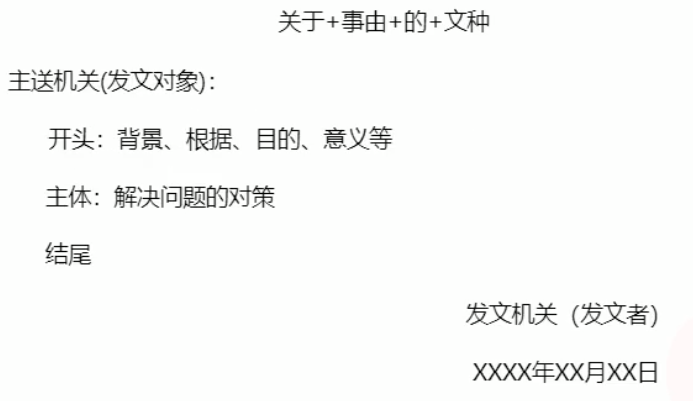 关于+事由+的+文种
主送机关(发文对象)：
开头：背景、根据、目的、意义等
主体：解决问题的对策
结尾
发文机关（发文者）
XXXX年XX月XX日